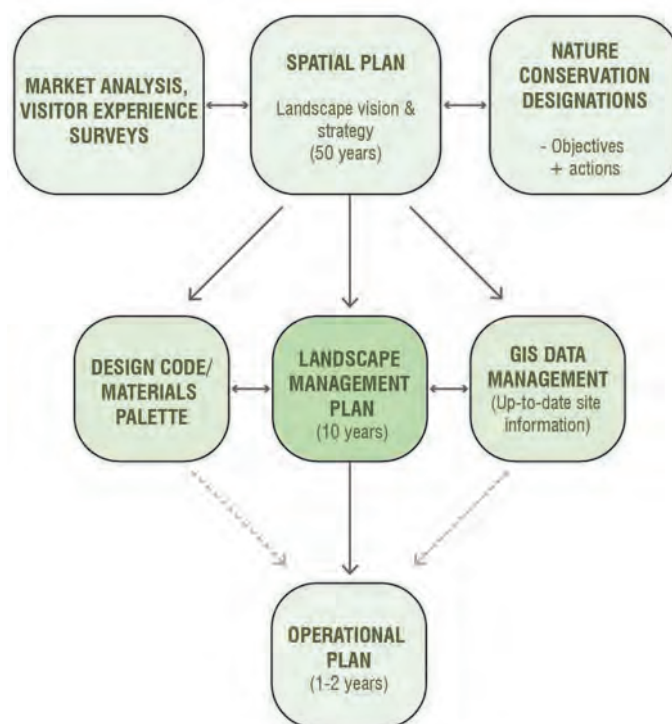 MARKET ANALYSIS,
VISITOR EXPERIENCE
SURVEYS
SPATIAL PLAN
Landscape vision &
strategy
(50 years)
NATURE
CONSERVATION
DESIGNATIONS
- Objectives
+ actions
DESIGN CODE/
MATERIALS
PALETTE
LANDSCAPE
MANAGEMENT
PLAN
(10 years)
GIS DATA
MANAGEMENT
(Up-to-date site
information)
OPERATIONAL
PLAN
(1-2 years)